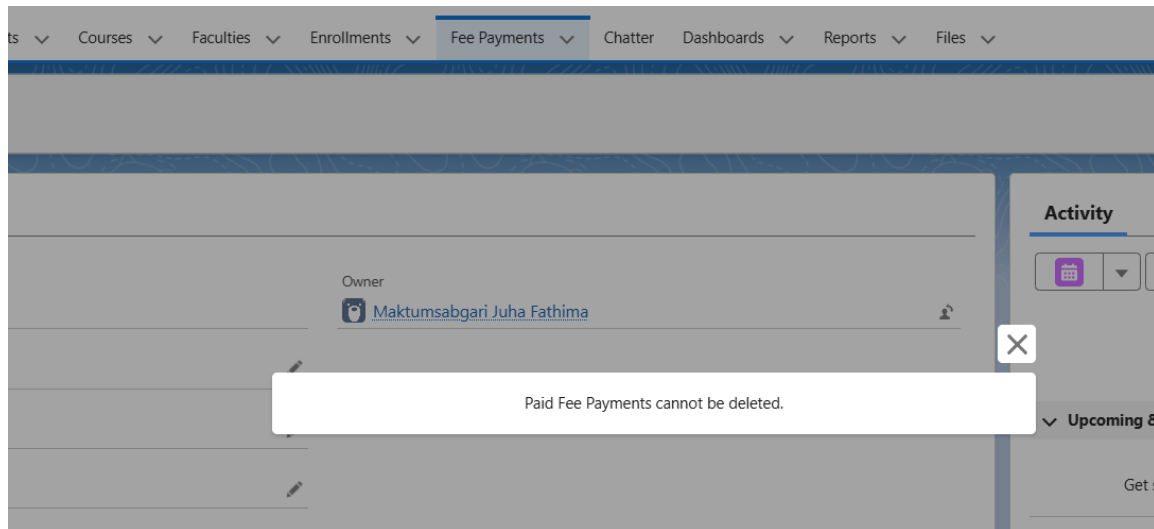 ts Courses Faculties Enrollments Fee Payments Chatter Dashboards Reports Files
Activity
Owner
Maktumsabgari Juha Fathima
Paid Fee Payments cannot be deleted.
Upcoming &
Get